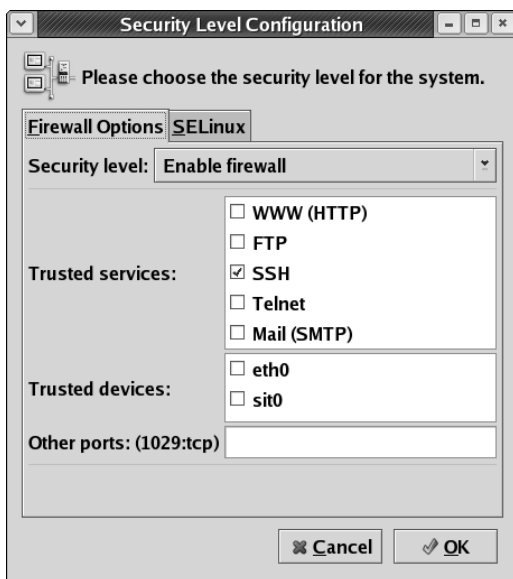 Security Level Configuration
Please choose the security level for the system.
Firewall Options SELinux
Security level: Enable firewall
Trusted services:
WWW (HTTP)
FTP
SSH
Telnet
Mail (SMTP)
Trusted devices:
eth0
sit0
Other ports: (1029:tcp)
Cancel OK